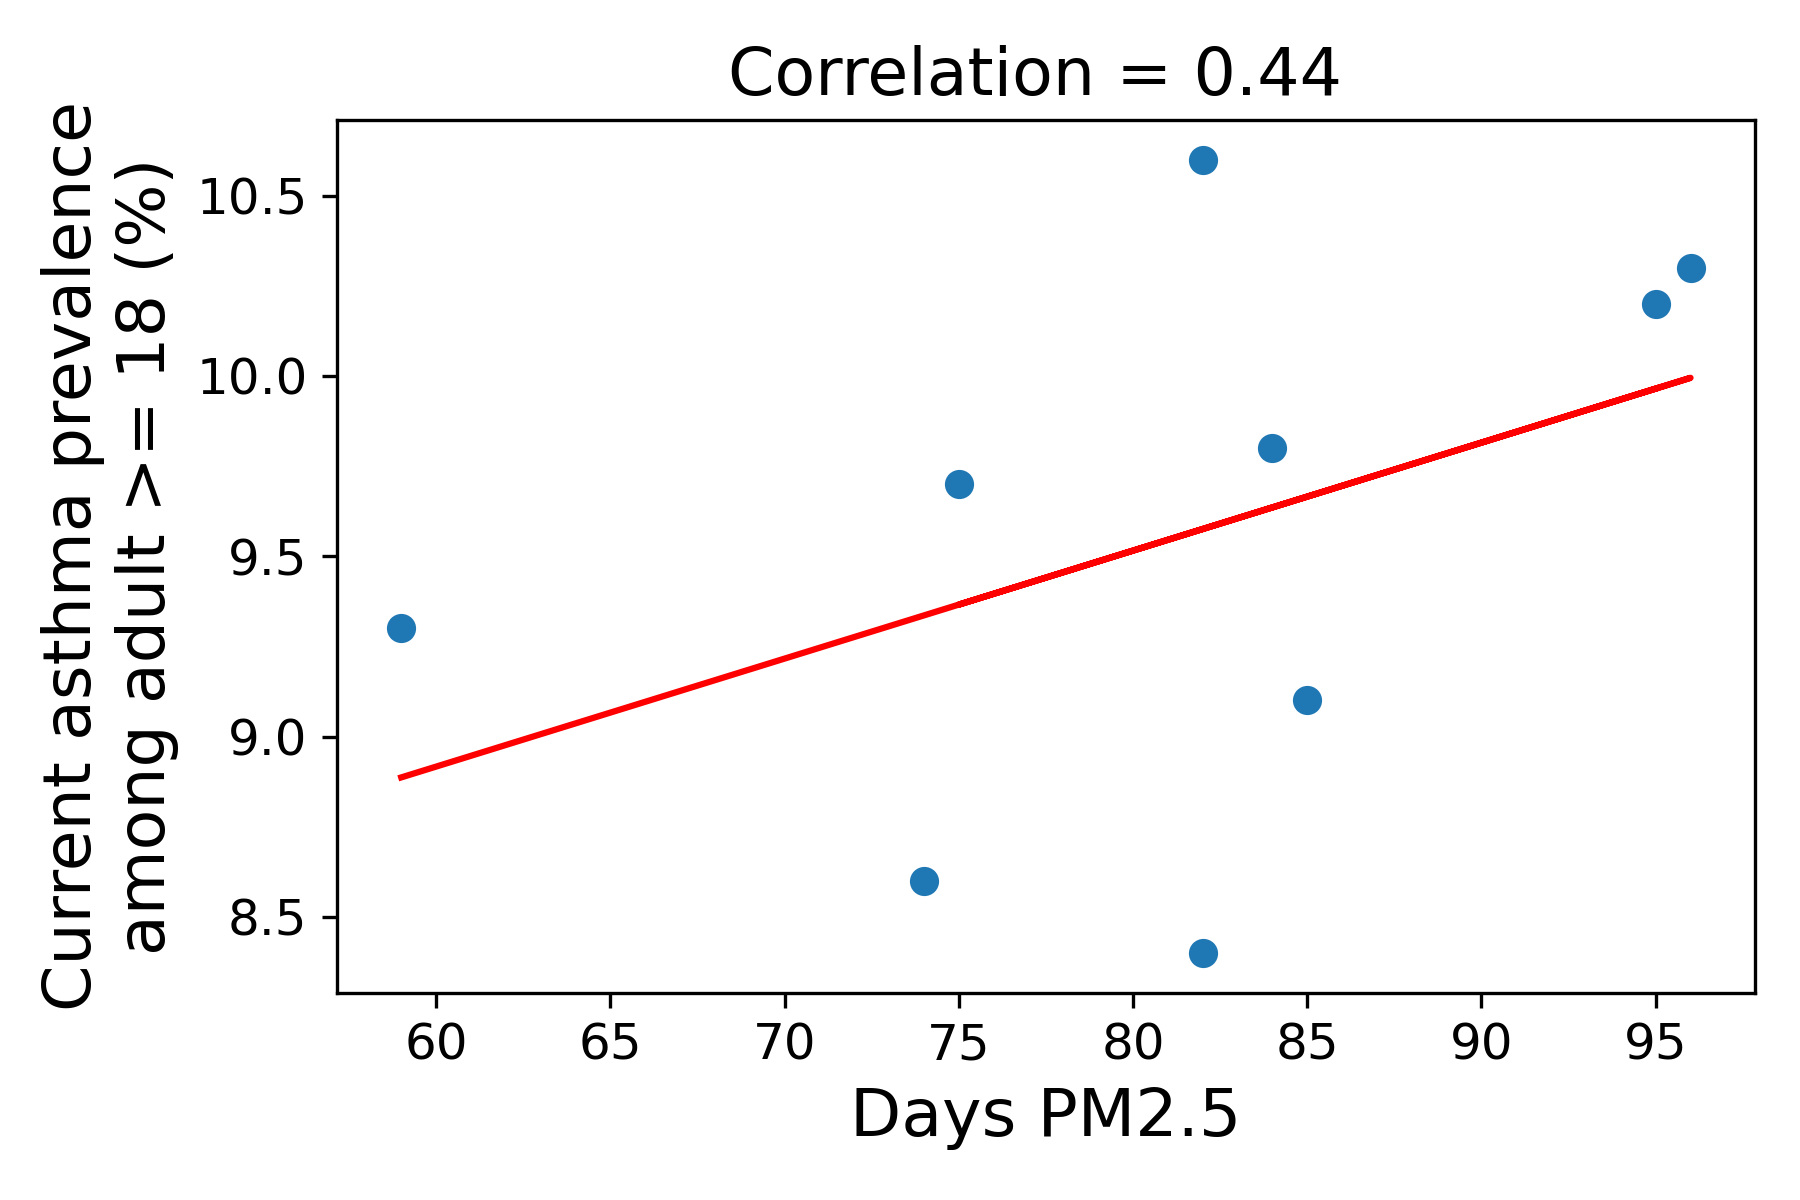 Correlation = 0.44
Current asthma prevalence
among adult >= 18 (%)
10.5
10.0
9.5
9.0
8.5
60 65 70 75 80 85 90 95
Days PM2.5